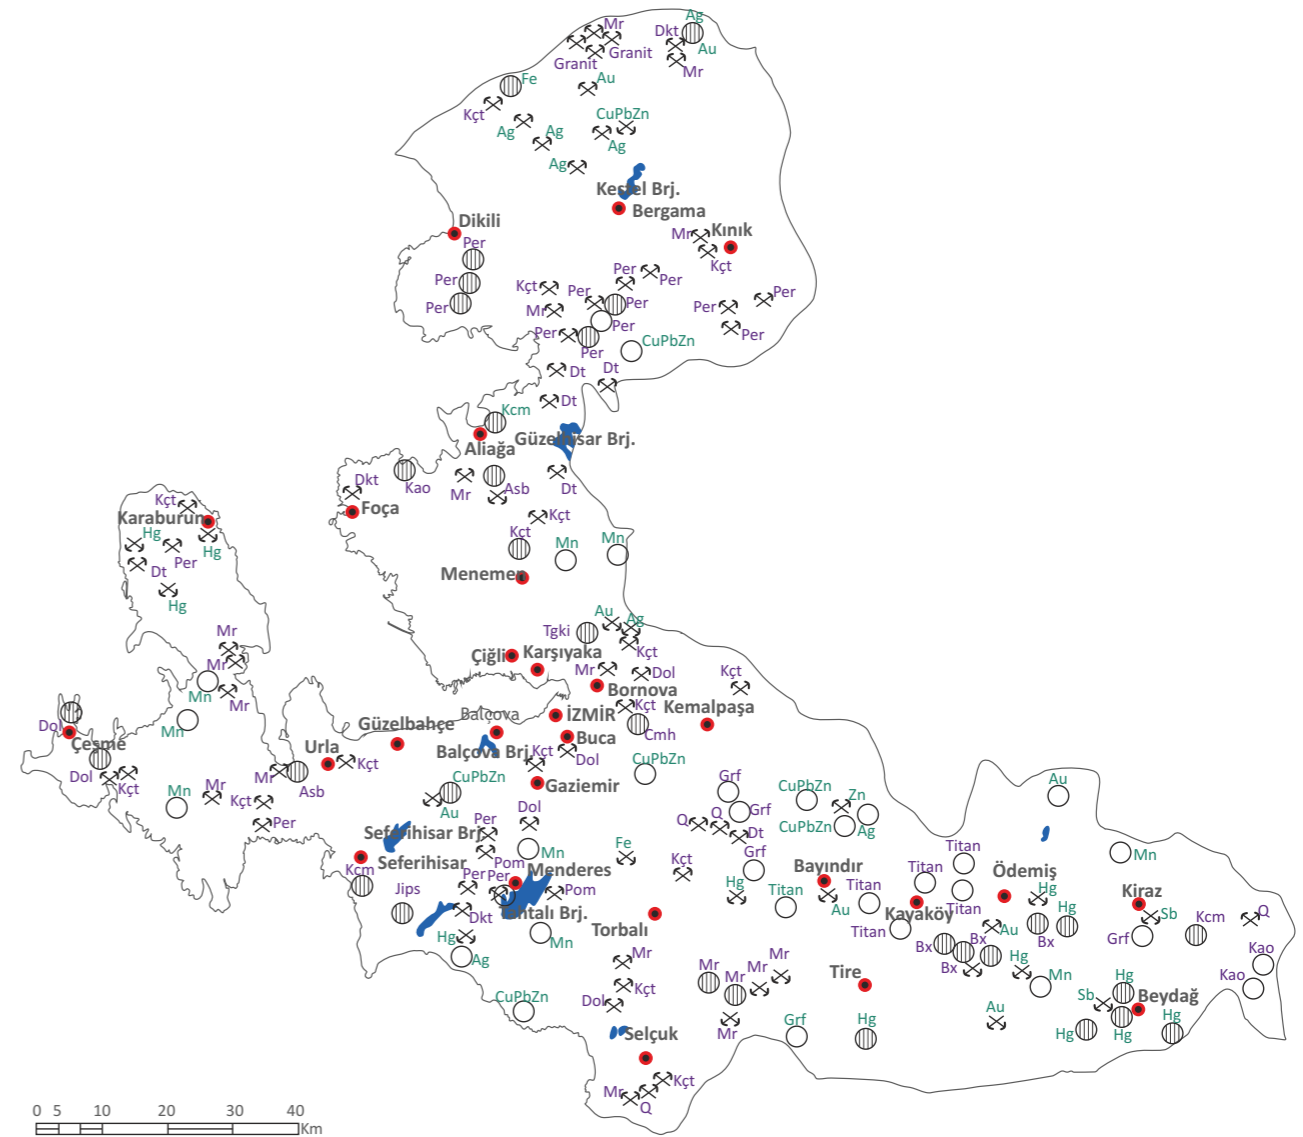 Ag
Mr
Dkt
Au
Granit
Granit
Mr
Fe
Au
Kçt
CuPbZn
Ag
Ag
Ag
Ag
Kestel Brj.
Bergama
Dikili
Mr
Kınık
Per
Kçt
Per
Per
Per
Kçt
Per
Per
Per
Per
Per
Mr
Per
Per
Per
CuPbZn
Per
Dt
Dt
Dt
Kcm
Güzelhisar Brj.
Aliağa
Dkt
Kao
Mr
Asb
Dt
Foça
Kçt
Karaburun
Kçt
Kçt
Hg
Hg
Mn
Mn
Per
Dt
Menemen
Hg
Au
Ag
Mr
Tgki
Kçt
Çiğli
Karşıyaka
Mr
Mr
Dol
Kçt
Bornova
Mn
Mr
Kçt
Kemalpaşa
Balçova
İZMİR
Dol
Güzelbahçe
Mn
Cmh
Çeşme
Urla
Balçova Brj.
Buca
Kçt
Dol
Kçt
Mr
CuPbZn
Dol
Kçt
Asb
CuPbZn
Gaziemir
Grf
CuPbZn
Au
Mn
Mr
Kçt
Au
Dol
Zn
Per
Per
Q
Q
Grf
Dt
CuPbZn
Ag
Seferihisar Brj.
Fe
Mn
Titan
Mn
Seferihisar
Pom
Menderes
Kçt
Grf
Bayındır
Titan
Ödemiş
Kcm
Jips
Per
Per
Pom
Hg
Titan
Au
Titan
Titan
Hg
Kiraz
Dkt
Tahtalı Brj.
Torbalı
Kayaköy
Hg
Sb
Kcm
Q
Titan
Au
Hg
Mn
Bx
Bx
Bx
Grf
Kao
Ag
Mr
Mr
Mr
Mr
Mr
Tire
Bx
Hg
Mn
Hg
Kao
CuPbZn
Dol
Kçt
Au
Sb
Beydağ
Selçuk
Mr
Grf
Hg
Hg
Hg
Hg
Kçt
Mr
Q
0 5 10 20 30 40
Km